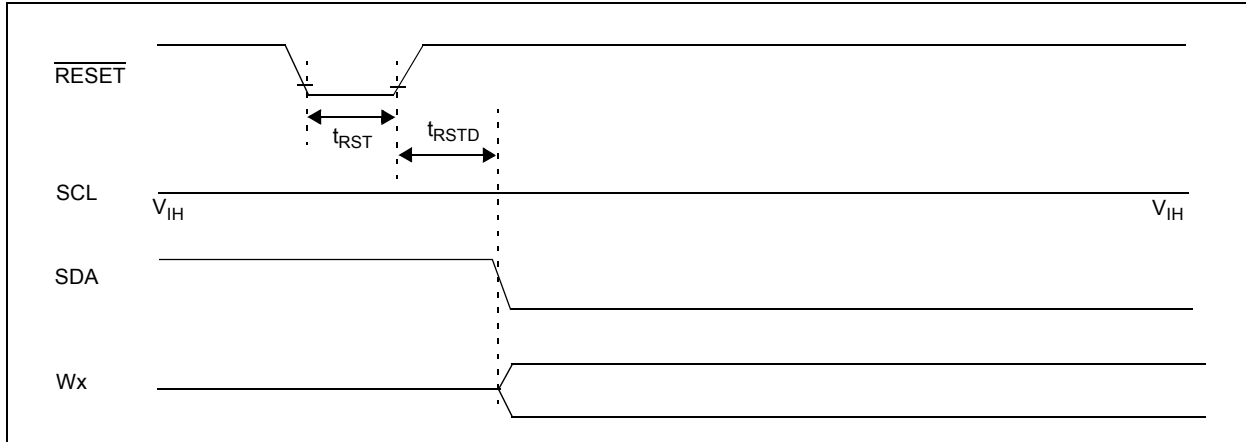 RESET
tRST
tRSTD
SCL
VIH
VIH
SDA
Wx